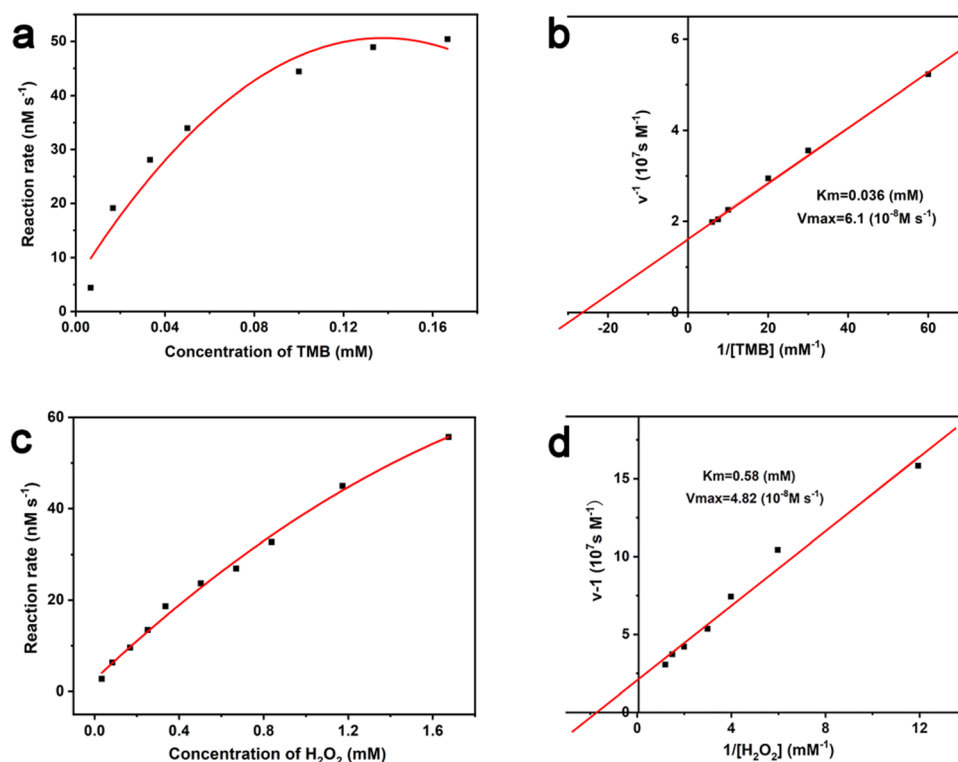 a
Reaction rate (nM s⁻¹)
60
50
40
30
20
10
0
0.00
0.04
0.08
0.12
0.16
Concentration of TMB (mM)
b
v⁻¹ (10⁷s M⁻¹)
6
4
2
0
-20
0
20
40
60
Km=0.036 (mM)
Vmax=6.1 (10⁻⁸M s⁻¹)
1/[TMB] (mM⁻¹)
c
Reaction rate (nM s⁻¹)
60
40
20
0
0.0
0.4
0.8
1.2
1.6
Concentration of H₂O₂ (mM)
d
v-1 (10⁷s M⁻¹)
15
10
5
0
0
4
8
12
Km=0.58 (mM)
Vmax=4.82 (10⁻⁸M s⁻¹)
1/[H₂O₂] (mM⁻¹)